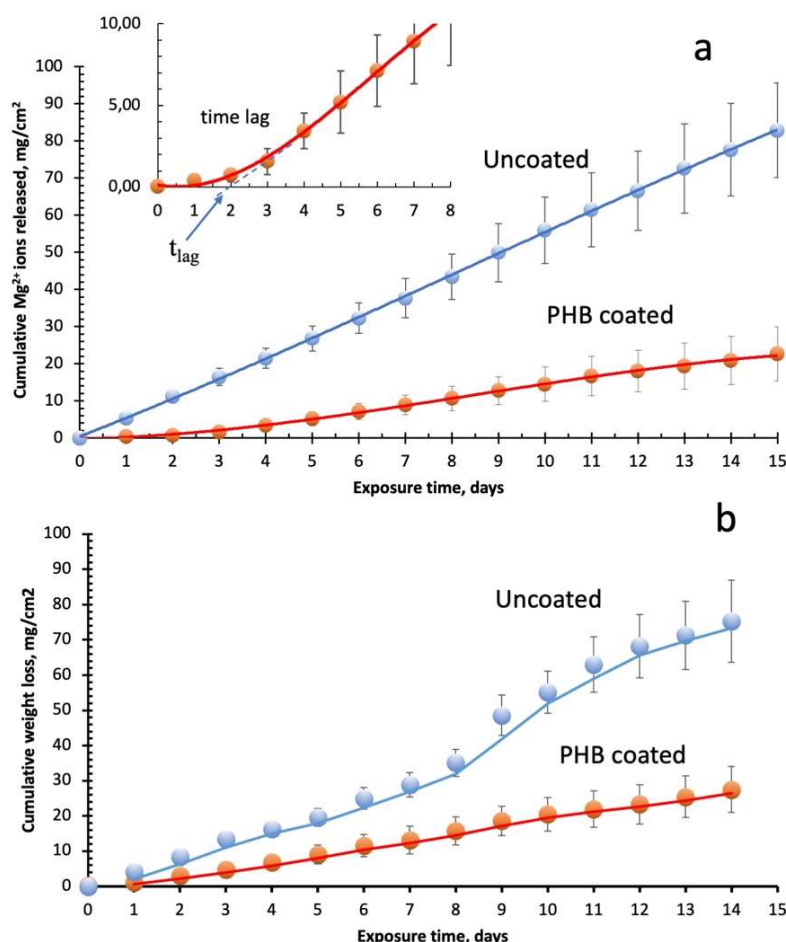 a
10,00
5,00
0,00
time lag
0 1 2 3 4 5 6 7 8
tlag
Cumulative Mg²⁺ ions released, mg/cm²
100
90
80
70
60
50
40
30
20
10
0
Uncoated
PHB coated
0 1 2 3 4 5 6 7 8 9 10 11 12 13 14 15
Exposure time, days
b
Cumulative weight loss, mg/cm2
100
90
80
70
60
50
40
30
20
10
0
Uncoated
PHB coated
0 1 2 3 4 5 6 7 8 9 10 11 12 13 14 15
Exposure time, days